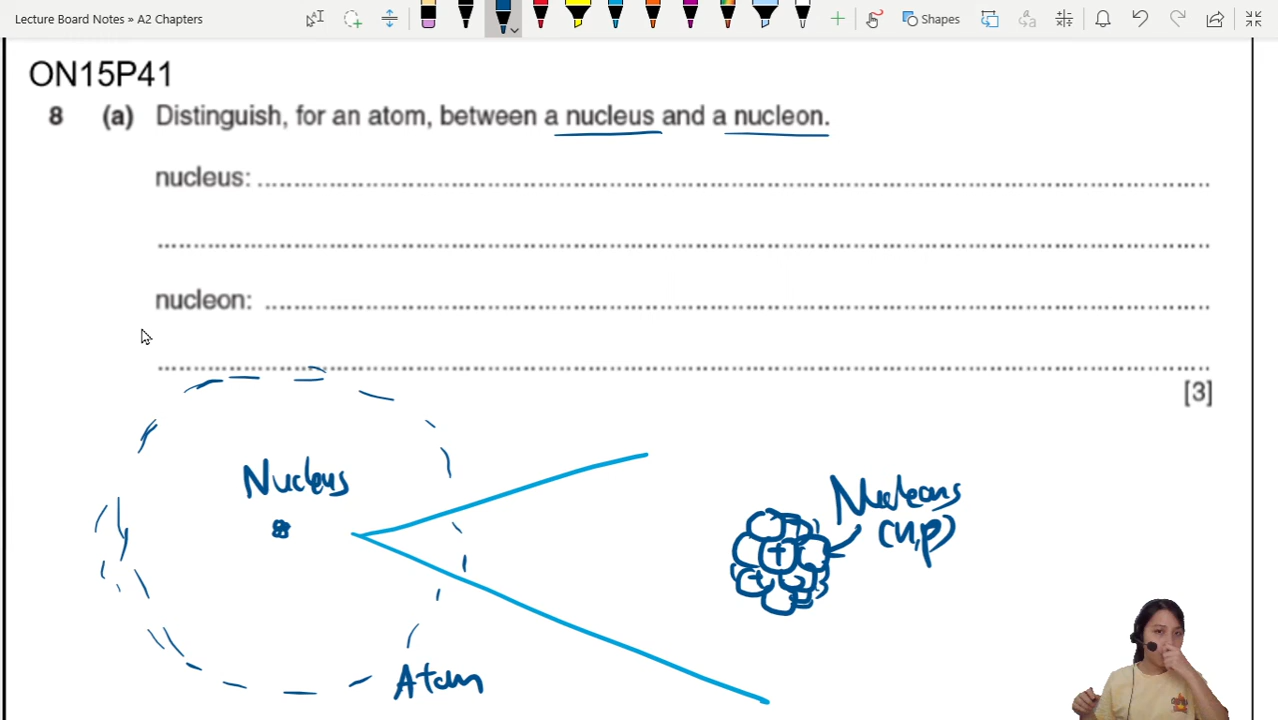 Lecture Board Notes » A2 Chapters
Shapes
ON15P41
8 (a) Distinguish, for an atom, between a nucleus and a nucleon.
nucleus: ................................................................................
................................................................................
nucleon: ................................................................................
................................................................................
[3]
Nucleus
Nucleons
(n,p)
+
+
Atom